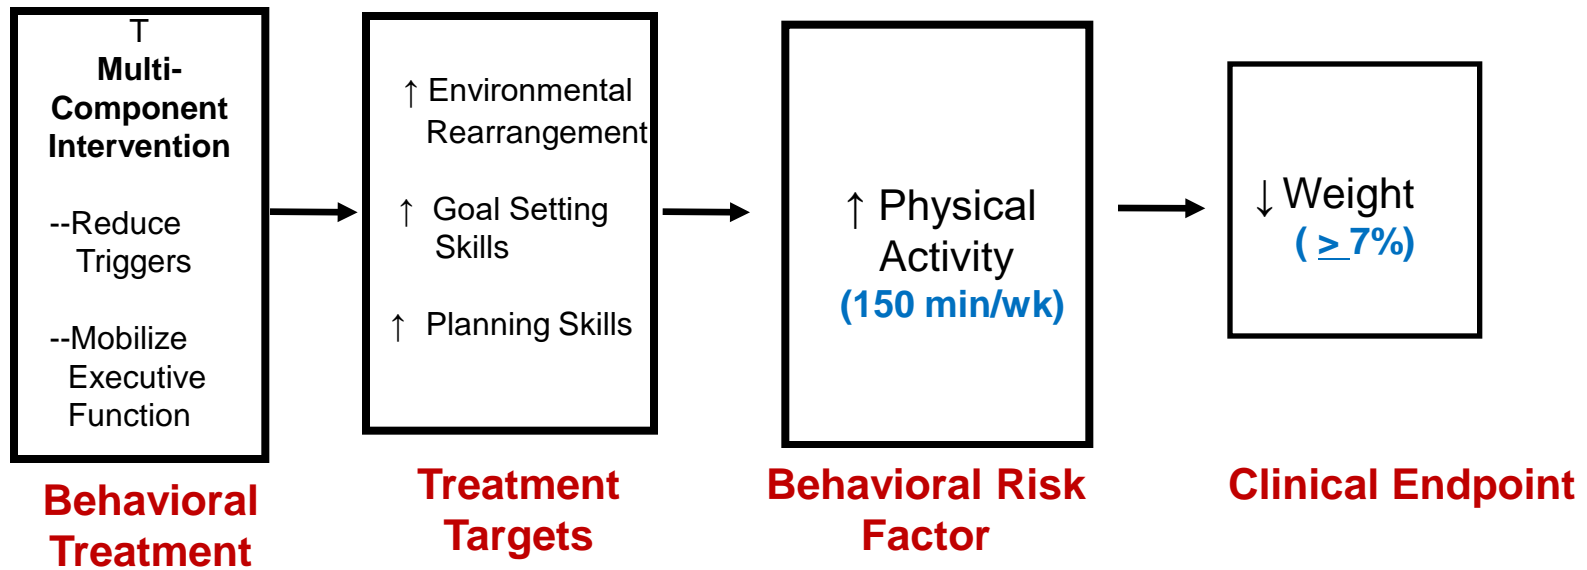 T
Multi-
Component
Intervention
--Reduce
Triggers
--Mobilize
Executive
Function
Behavioral
Treatment
↑ Environmental
Rearrangement
↑ Goal Setting
Skills
↑ Planning Skills
Treatment
Targets
↑ Physical
Activity
(150 min/wk)
Behavioral Risk
Factor
↓ Weight
( ≥ 7%)
Clinical Endpoint